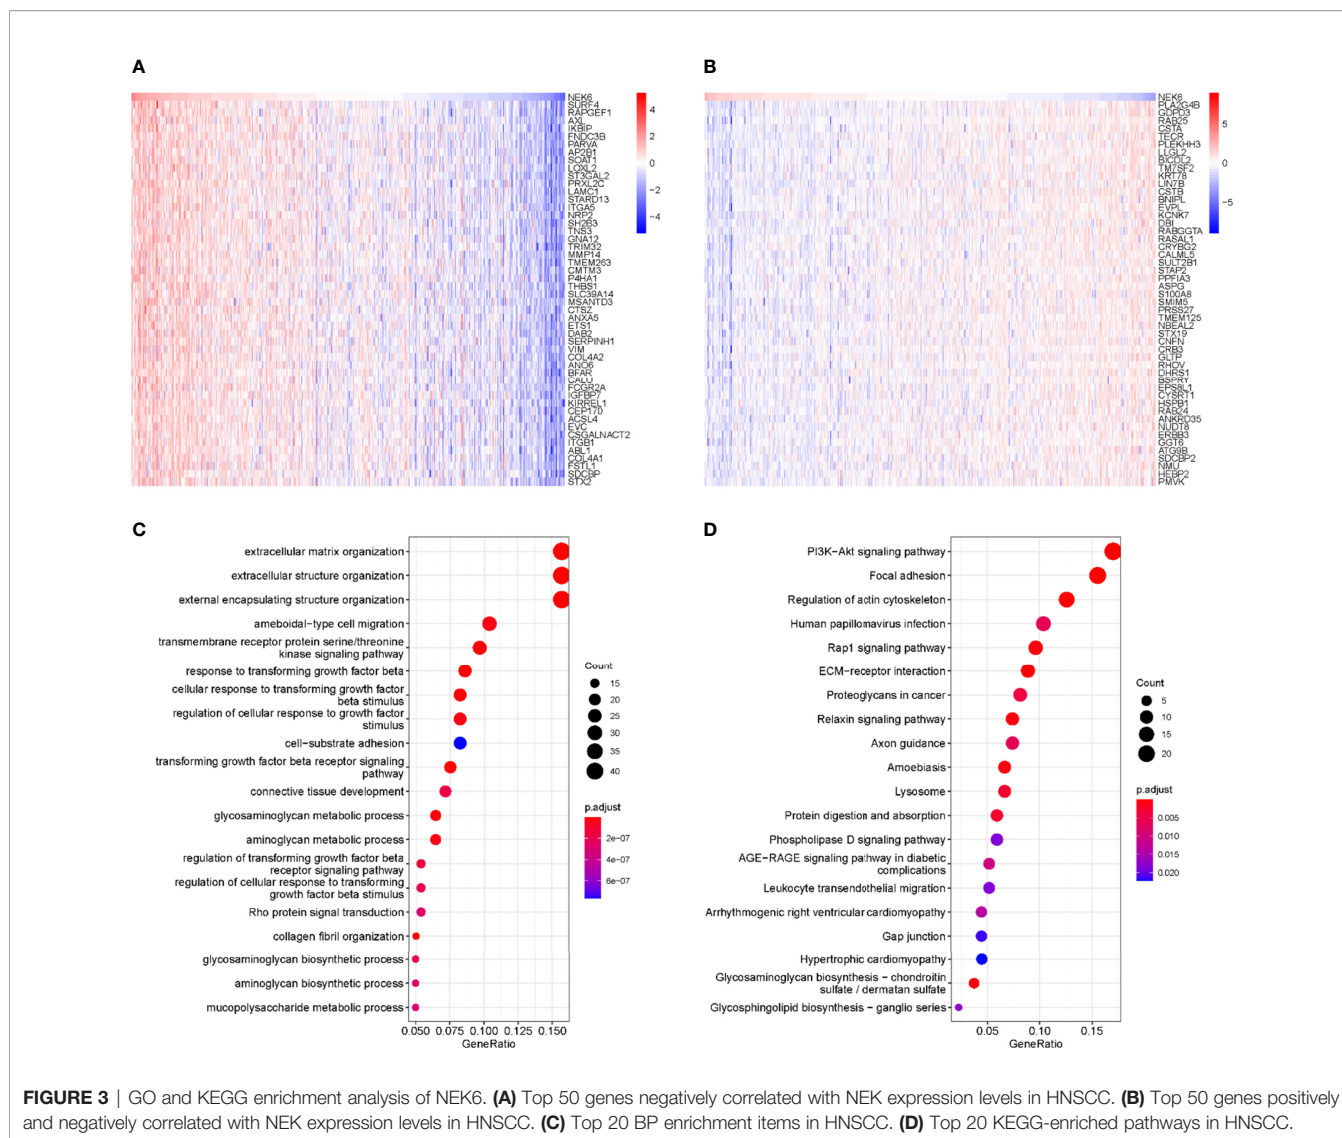 A
NEK6
SURF4
RAPGEF1
AXL
IKBIP
FNDC3B
PARVA
AP2B1
SOAT1
LOXL2
ST3GAL2
PRXL2C
LAMC1
STARD13
ITGA5
NRP2
SH2B3
TNS3
GNA12
TRIM32
MMP14
TMEM263
CMTM3
P4HA1
THBS1
SLC39A14
MSANTD3
CTSZ
ANXA5
ETS1
DAB2
SERPINH1
VIM
COL4A2
ANO6
BFAR
CALU
FCGR2A
IGFBP7
KIRREL1
CEP170
ACSL4
EVC
CSGALNACT2
ITGB1
ABL1
COL4A1
FSTL1
SDCBP
STX2
4
2
0
−2
−4
B
NEK6
PLA2G4B
GDPD3
RAB25
CSTA
TECR
PLEKHH3
LLGL2
BICDL2
TM7SF2
KRT78
LIN7B
CSTB
BNIPL
EVPL
KCNK7
DBI
RABGGTA
RASAL1
CRYBG2
CALML5
SULT2B1
STAP2
PPFIA3
ASPG
S100A8
SMIM5
PRSS27
TMEM125
NBEAL2
STX19
CNFN
CRB3
GLTP
RHOV
DHRS1
BSPRY
EPS8L1
CYSRT1
HSPB1
RAB24
ANKRD35
NUDT8
ERBB3
GGT6
ATG9B
SDCBP2
NMU
HEBP2
PMVK
5
0
−5
C
extracellular matrix organization
extracellular structure organization
external encapsulating structure organization
ameboidal−type cell migration
transmembrane receptor protein serine/threonine
kinase signaling pathway
response to transforming growth factor beta
cellular response to transforming growth factor
beta stimulus
regulation of cellular response to growth factor
stimulus
cell−substrate adhesion
transforming growth factor beta receptor signaling
pathway
connective tissue development
glycosaminoglycan metabolic process
aminoglycan metabolic process
regulation of transforming growth factor beta
receptor signaling pathway
regulation of cellular response to transforming
growth factor beta stimulus
Rho protein signal transduction
collagen fibril organization
glycosaminoglycan biosynthetic process
aminoglycan biosynthetic process
mucopolysaccharide metabolic process
0.050 0.075 0.100 0.125 0.150
GeneRatio
Count
15
20
25
30
35
40
p.adjust
2e−07
4e−07
6e−07
D
PI3K−Akt signaling pathway
Focal adhesion
Regulation of actin cytoskeleton
Human papillomavirus infection
Rap1 signaling pathway
ECM−receptor interaction
Proteoglycans in cancer
Relaxin signaling pathway
Axon guidance
Amoebiasis
Lysosome
Protein digestion and absorption
Phospholipase D signaling pathway
AGE−RAGE signaling pathway in diabetic
complications
Leukocyte transendothelial migration
Arrhythmogenic right ventricular cardiomyopathy
Gap junction
Hypertrophic cardiomyopathy
Glycosaminoglycan biosynthesis − chondroitin
sulfate / dermatan sulfate
Glycosphingolipid biosynthesis − ganglio series
0.05 0.10 0.15
GeneRatio
Count
5
10
15
20
p.adjust
0.005
0.010
0.015
0.020
FIGURE 3 | GO and KEGG enrichment analysis of NEK6. (A) Top 50 genes negatively correlated with NEK expression levels in HNSCC. (B) Top 50 genes positively
and negatively correlated with NEK expression levels in HNSCC. (C) Top 20 BP enrichment items in HNSCC. (D) Top 20 KEGG-enriched pathways in HNSCC.